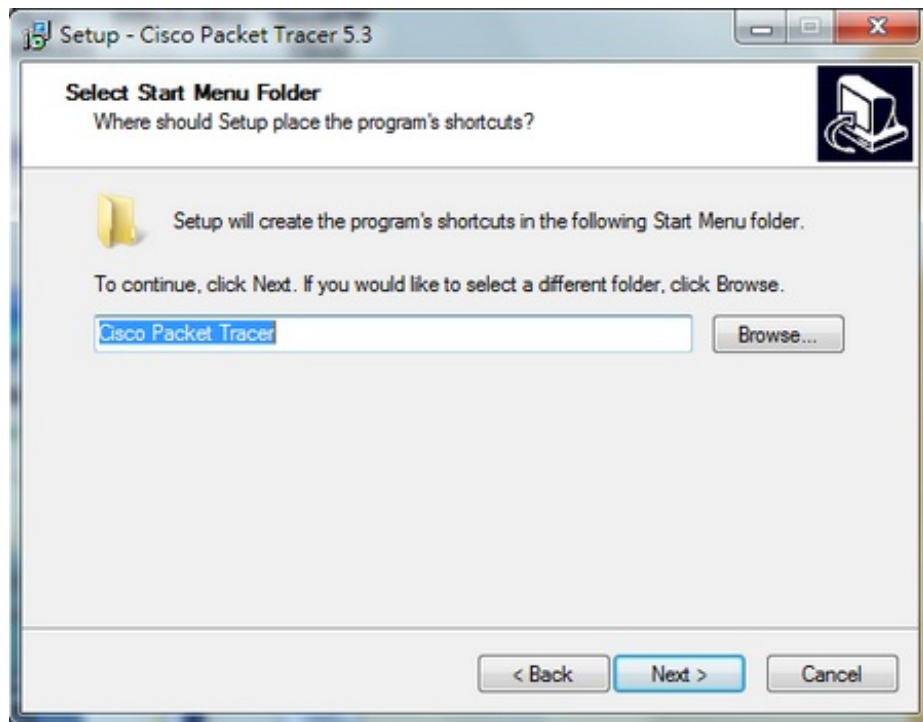 Setup - Cisco Packet Tracer 5.3
Select Start Menu Folder
Where should Setup place the program's shortcuts?
Setup will create the program's shortcuts in the following Start Menu folder.
To continue, click Next. If you would like to select a different folder, click Browse.
Cisco Packet Tracer
Browse...
< Back
Next >
Cancel